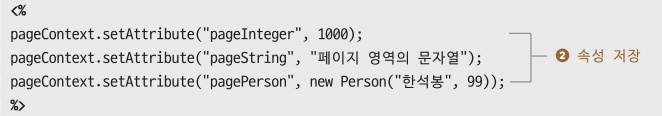 <%
pageContext.setAttribute("pageInteger", 1000);
pageContext.setAttribute("pageString", "페이지 영역의 문자열");
pageContext.setAttribute("pagePerson", new Person("한석봉", 99));
❷ 속성 저장
%>